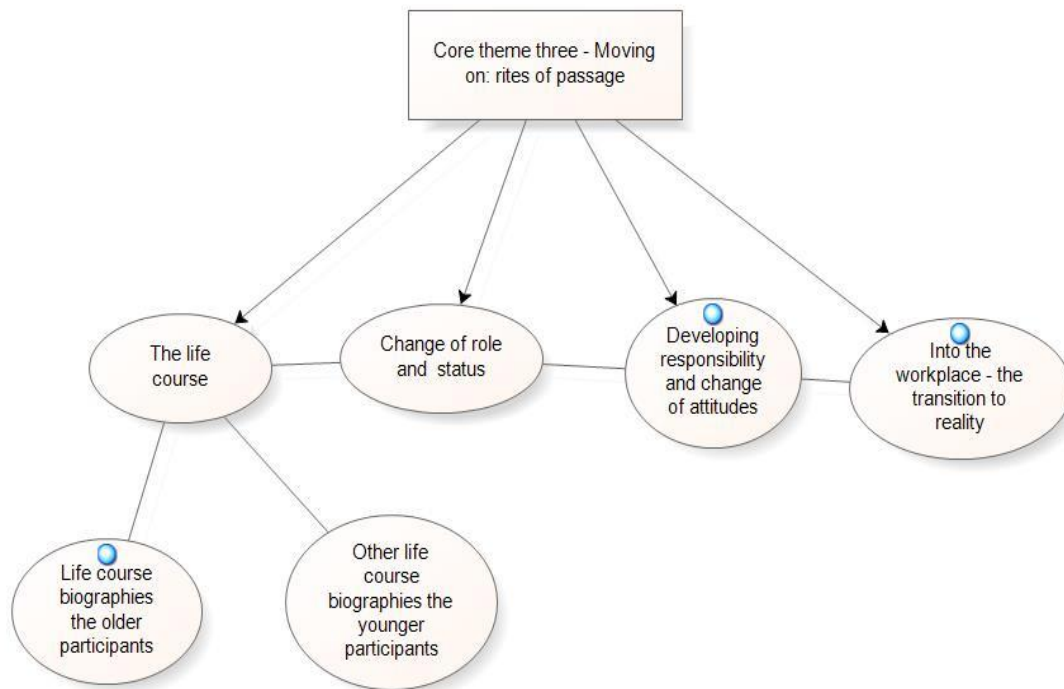 Core theme three - Moving
on: rites of passage
The life
course
Change of role
and status
Developing
responsibility
and change
of attitudes
Into the
workplace - the
transition to
reality
Life course
biographies
the older
participants
Other life
course
biographies the
younger
participants